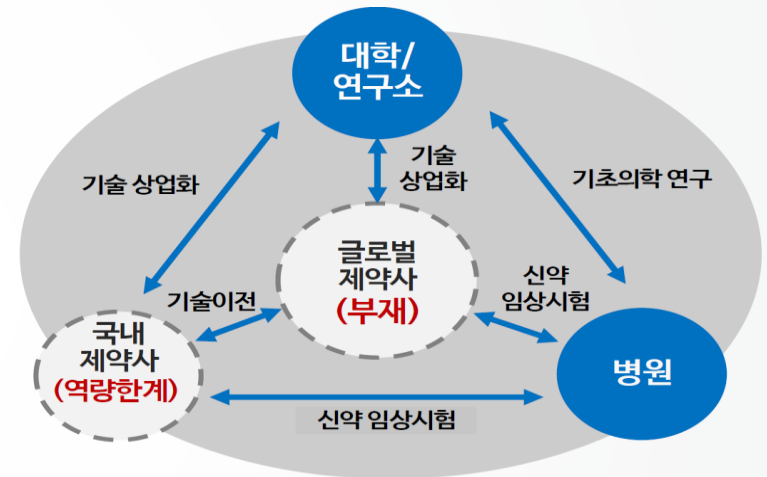 대학/
연구소
기술 상업화
기술
상업화
기초의학 연구
글로벌
제약사
(부재)
기술이전
신약
임상시험
국내
제약사
(역량한계)
병원
신약 임상시험